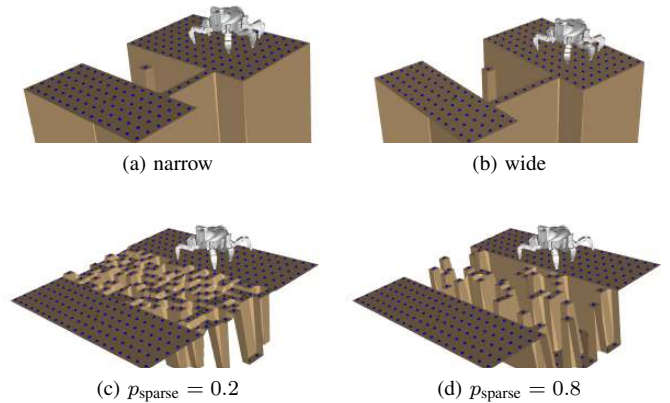 (a) narrow
(b) wide
(c) p_sparse = 0.2
(d) p_sparse = 0.8